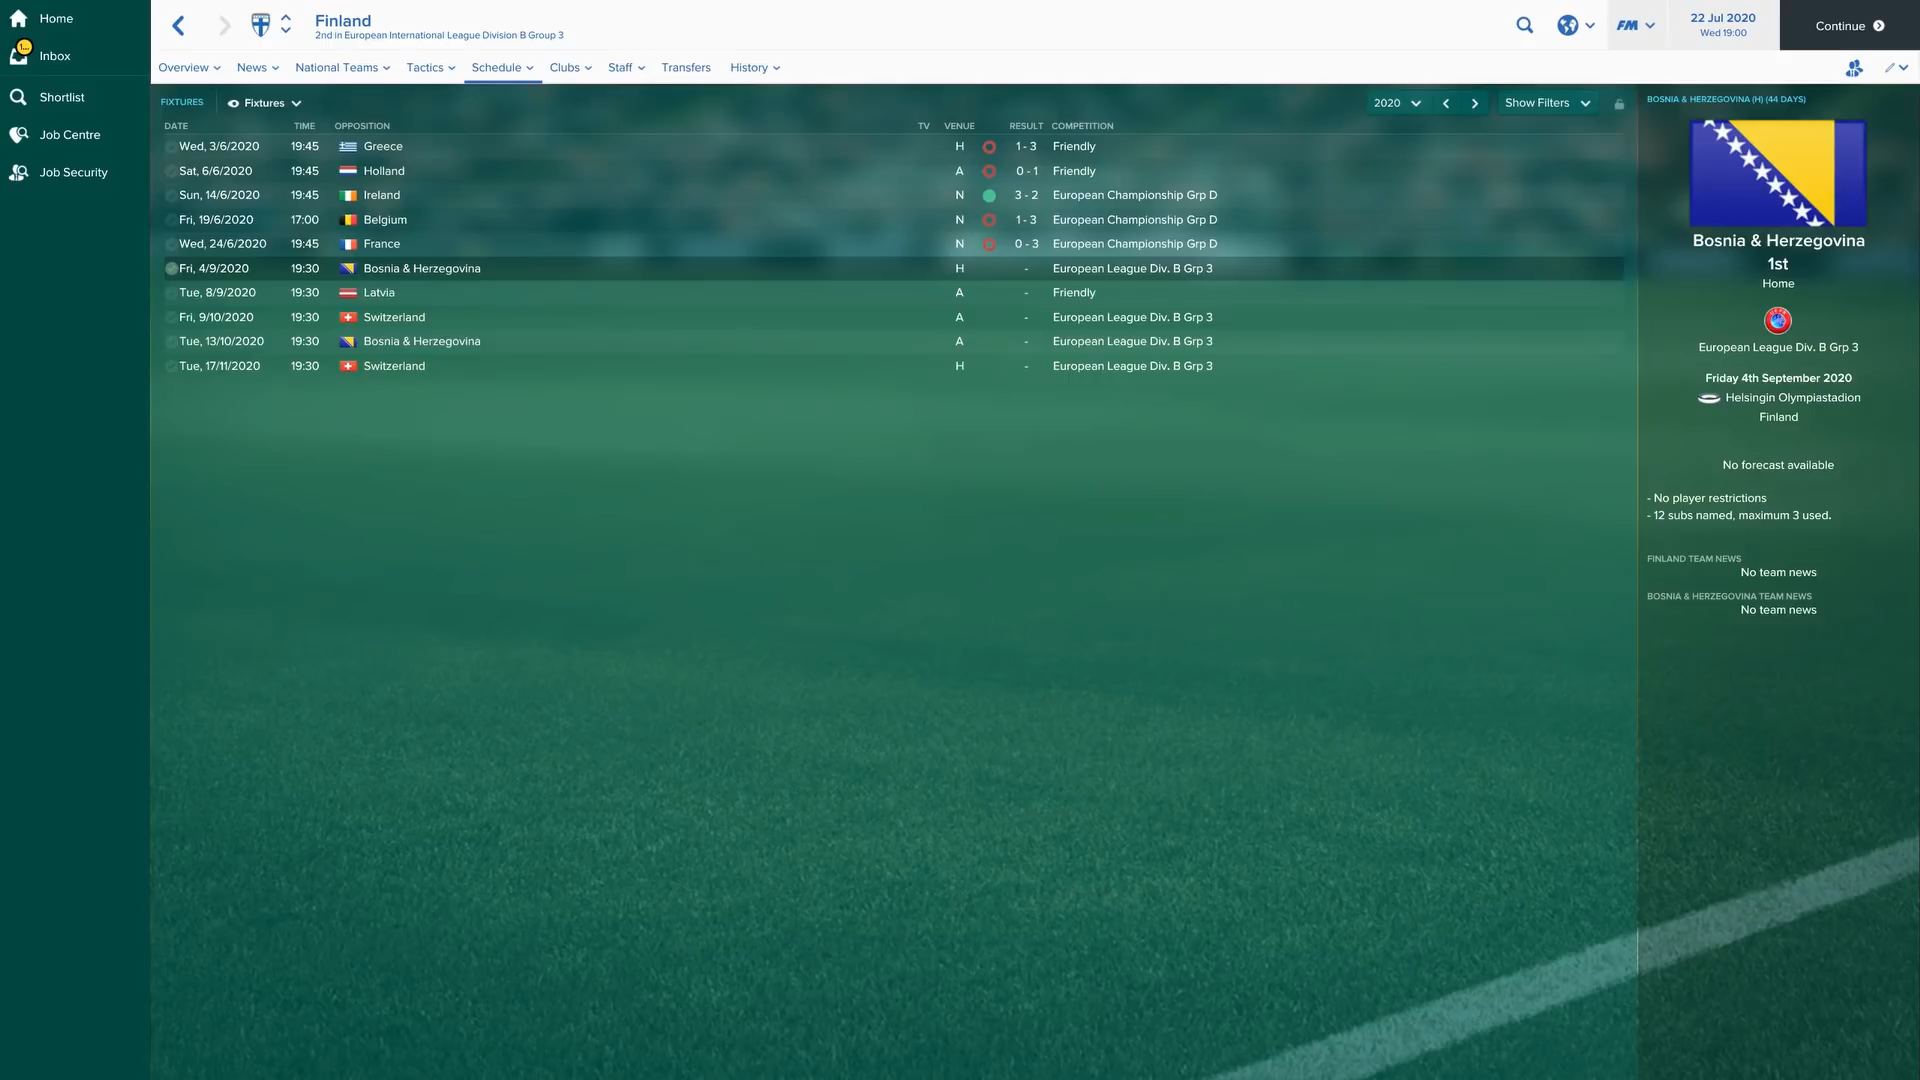 Home
Inbox
Shortlist
Job Centre
Job Security
Finland
2nd in European International League Division B Group 3
FM
22 Jul 2020
Wed 19:00
Continue
Overview News National Teams Tactics Schedule Clubs Staff Transfers History
FIXTURES Fixtures 2020 Show Filters
DATE TIME OPPOSITION TV VENUE RESULT COMPETITION
Wed, 3/6/2020 19:45 Greece H 1 - 3 Friendly
Sat, 6/6/2020 19:45 Holland A 0 - 1 Friendly
Sun, 14/6/2020 19:45 Ireland N 3 - 2 European Championship Grp D
Fri, 19/6/2020 17:00 Belgium N 1 - 3 European Championship Grp D
Wed, 24/6/2020 19:45 France N 0 - 3 European Championship Grp D
Fri, 4/9/2020 19:30 Bosnia & Herzegovina H - European League Div. B Grp 3
Tue, 8/9/2020 19:30 Latvia A - Friendly
Fri, 9/10/2020 19:30 Switzerland A - European League Div. B Grp 3
Tue, 13/10/2020 19:30 Bosnia & Herzegovina A - European League Div. B Grp 3
Tue, 17/11/2020 19:30 Switzerland H - European League Div. B Grp 3
BOSNIA & HERZEGOVINA (H) (44 DAYS)
Bosnia & Herzegovina
1st
Home
European League Div. B Grp 3
Friday 4th September 2020
Helsingin Olympiastadion
Finland
No forecast available
- No player restrictions
- 12 subs named, maximum 3 used.
FINLAND TEAM NEWS
No team news
BOSNIA & HERZEGOVINA TEAM NEWS
No team news